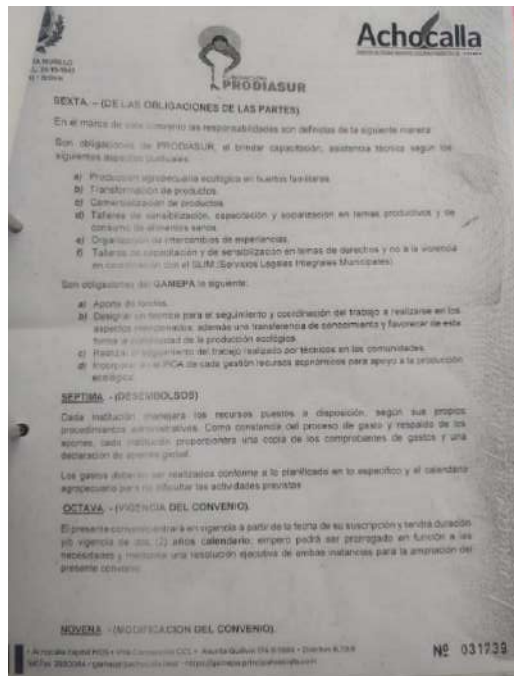 Achocalla
PRODIASUR
SEXTA. - (DE LAS OBLIGACIONES DE LAS PARTES).
En el marco de este convenio las responsabilidades son definidas de la siguiente manera
Son obligaciones de PRODIASUR, el brindar capacitación, asistencia técnica según los
siguientes aspectos puntuales:
a) Producción agropecuaria ecológica en huertos familiares.
b) Transformación de productos.
c) Comercialización de productos.
d) Talleres de sensibilización, capacitación y socialización en temas productivos y de
consumo de alimentos sanos.
e) Organización de intercambios de experiencias.
f) Talleres de capacitación y de sensibilización en temas de derechos y no a la violencia
en coordinación con el SLIM (Servicios Legales Integrales Municipales)
Son obligaciones del GAMEPA lo siguiente:
a) Aporte de fondos.
b) Designar un técnico para el seguimiento y coordinación del trabajo a realizarse en los
aspectos mencionados, además una transferencia de conocimiento y favorecer de esta
forma la continuidad de la producción ecológica.
c) Realizar el seguimiento del trabajo realizado por técnicos en las comunidades.
d) Incorporar en el POA de cada gestión recursos económicos para apoyo a la producción
ecológica.
SEPTIMA. - (DESEMBOLSOS)
Cada institución manejara los recursos puestos a disposición, según sus propios
procedimientos administrativos. Como constancia del proceso de gasto y respaldo de los
aportes, cada institución proporcionara una copia de los comprobantes de gastos y una
declaración de aportes global.
Los gastos deberán ser realizados conforme a lo planificado en lo específico y el calendario
agropecuario para no dificultar las actividades previstas
OCTAVA. - (VIGENCIA DEL CONVENIO).
El presente convenio entrará en vigencia a partir de la fecha de su suscripción y tendrá duración
y/o vigencia de dos (2) años calendario; empero podrá ser prorrogado en función a las
necesidades y mediante una resolución ejecutiva de ambas instancias para la ampliación del
presente convenio.
NOVENA. - (MODIFICACION DEL CONVENIO).
Nº 031739